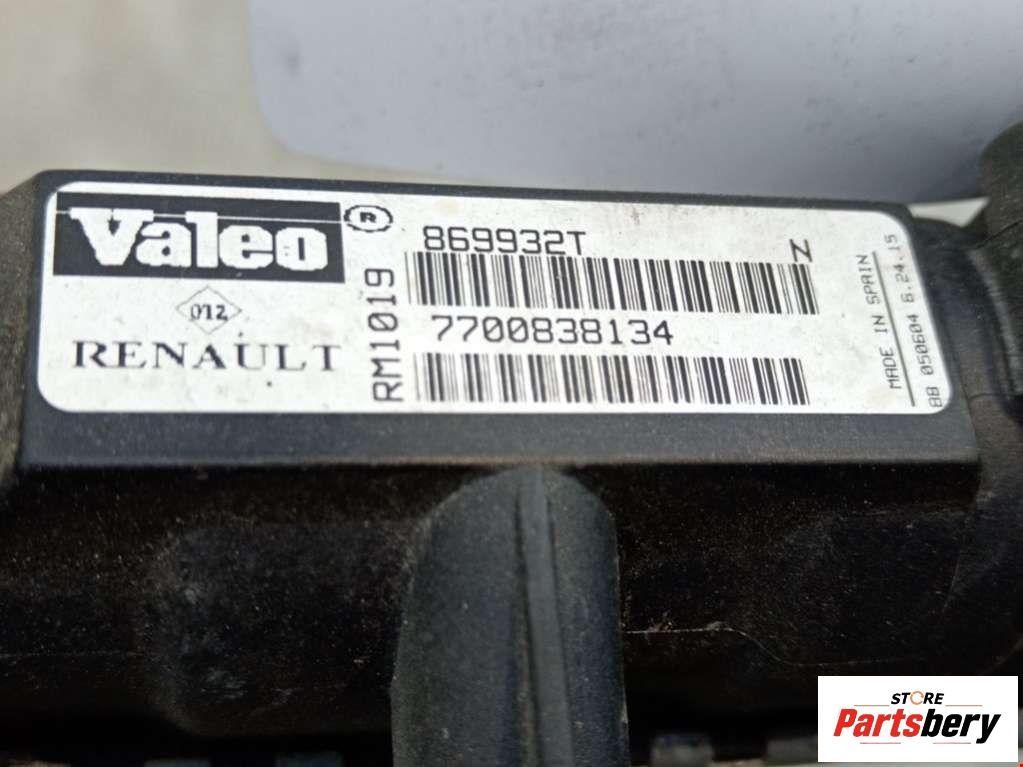 Valeo ®
012
RENAULT
RM1019
869932T
7700838134
N
MADE IN SPAIN
BB 050604 6.24.15
STORE
Partsbery